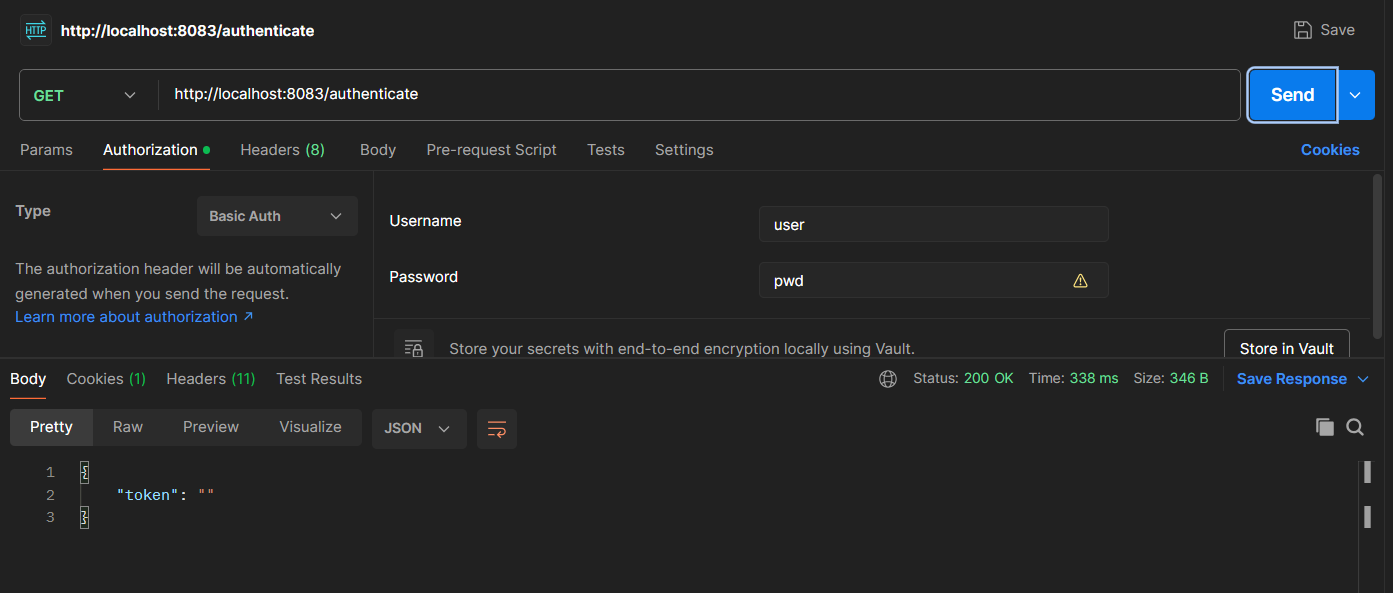 HTTP http://localhost:8083/authenticate Save
GET http://localhost:8083/authenticate Send
Params Authorization Headers (8) Body Pre-request Script Tests Settings Cookies
Type Basic Auth
The authorization header will be automatically
generated when you send the request.
Learn more about authorization ↗
Username user
Password pwd
Store your secrets with end-to-end encryption locally using Vault. Store in Vault
Body Cookies (1) Headers (11) Test Results Status: 200 OK Time: 338 ms Size: 346 B Save Response
Pretty Raw Preview Visualize JSON
1 {
2 "token": ""
3 }